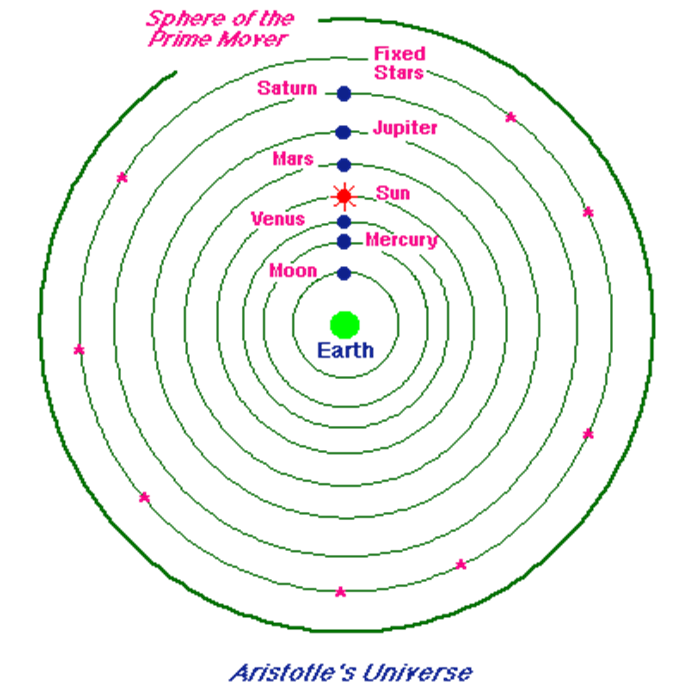 Sphere of the
Prime Mover
Fixed
Stars
Saturn
Jupiter
Mars
Sun
Venus
Mercury
Moon
Earth
Aristotle's Universe